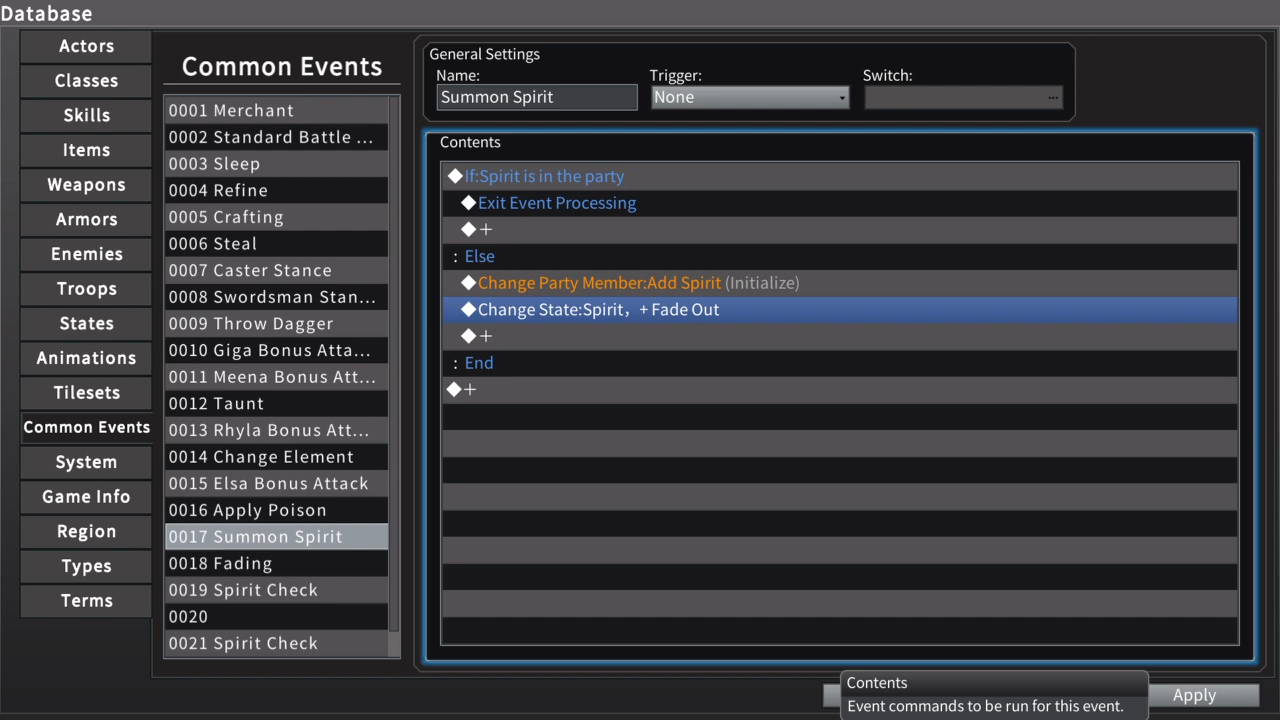 Database
Actors
Classes
Skills
Items
Weapons
Armors
Enemies
Troops
States
Animations
Tilesets
Common Events
System
Game Info
Region
Types
Terms
Common Events
0001 Merchant
0002 Standard Battle ...
0003 Sleep
0004 Refine
0005 Crafting
0006 Steal
0007 Caster Stance
0008 Swordsman Stan...
0009 Throw Dagger
0010 Giga Bonus Atta...
0011 Meena Bonus Att...
0012 Taunt
0013 Rhyla Bonus Att...
0014 Change Element
0015 Elsa Bonus Attack
0016 Apply Poison
0017 Summon Spirit
0018 Fading
0019 Spirit Check
0020
0021 Spirit Check
General Settings
Name:
Trigger:
Switch:
Summon Spirit
None
...
Contents
◆If:Spirit is in the party
◆Exit Event Processing
◆+
: Else
◆Change Party Member:Add Spirit (Initialize)
◆Change State:Spirit，+ Fade Out
◆+
: End
◆+
Contents
Event commands to be run for this event.
Apply